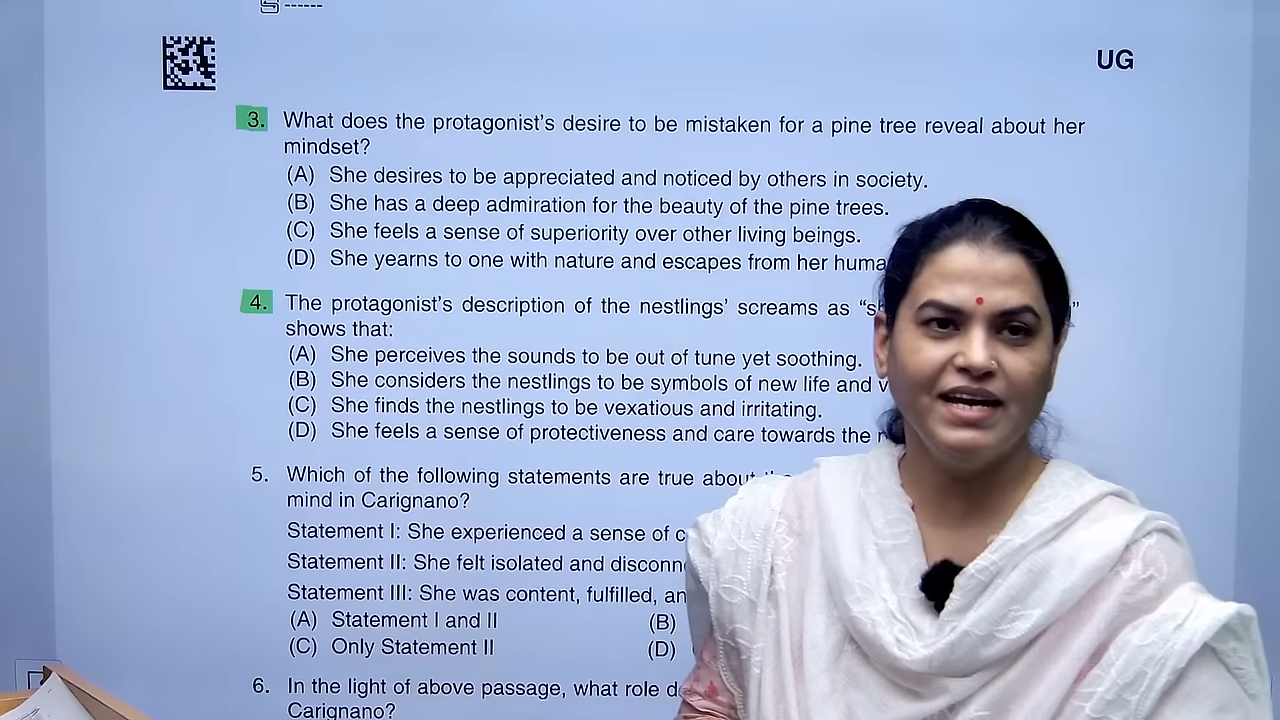 UG
3. What does the protagonist's desire to be mistaken for a pine tree reveal about her
mindset?
(A) She desires to be appreciated and noticed by others in society.
(B) She has a deep admiration for the beauty of the pine trees.
(C) She feels a sense of superiority over other living beings.
(D) She yearns to one with nature and escapes from her
4. The protagonist's description of the nestlings' screams as "
shows that:
(A) She perceives the sounds to be out of tune yet soothing.
(B) She considers the nestlings to be symbols of new life and
(C) She finds the nestlings to be vexatious and irritating.
(D) She feels a sense of protectiveness and care towards the
5. Which of the following statements are true about
mind in Carignano?
Statement I: She experienced a sense of
Statement II: She felt isolated and
Statement III: She was content, fulfilled,
(A) Statement I and II (B)
(C) Only Statement II (D)
6. In the light of above passage, what role
Carignano?